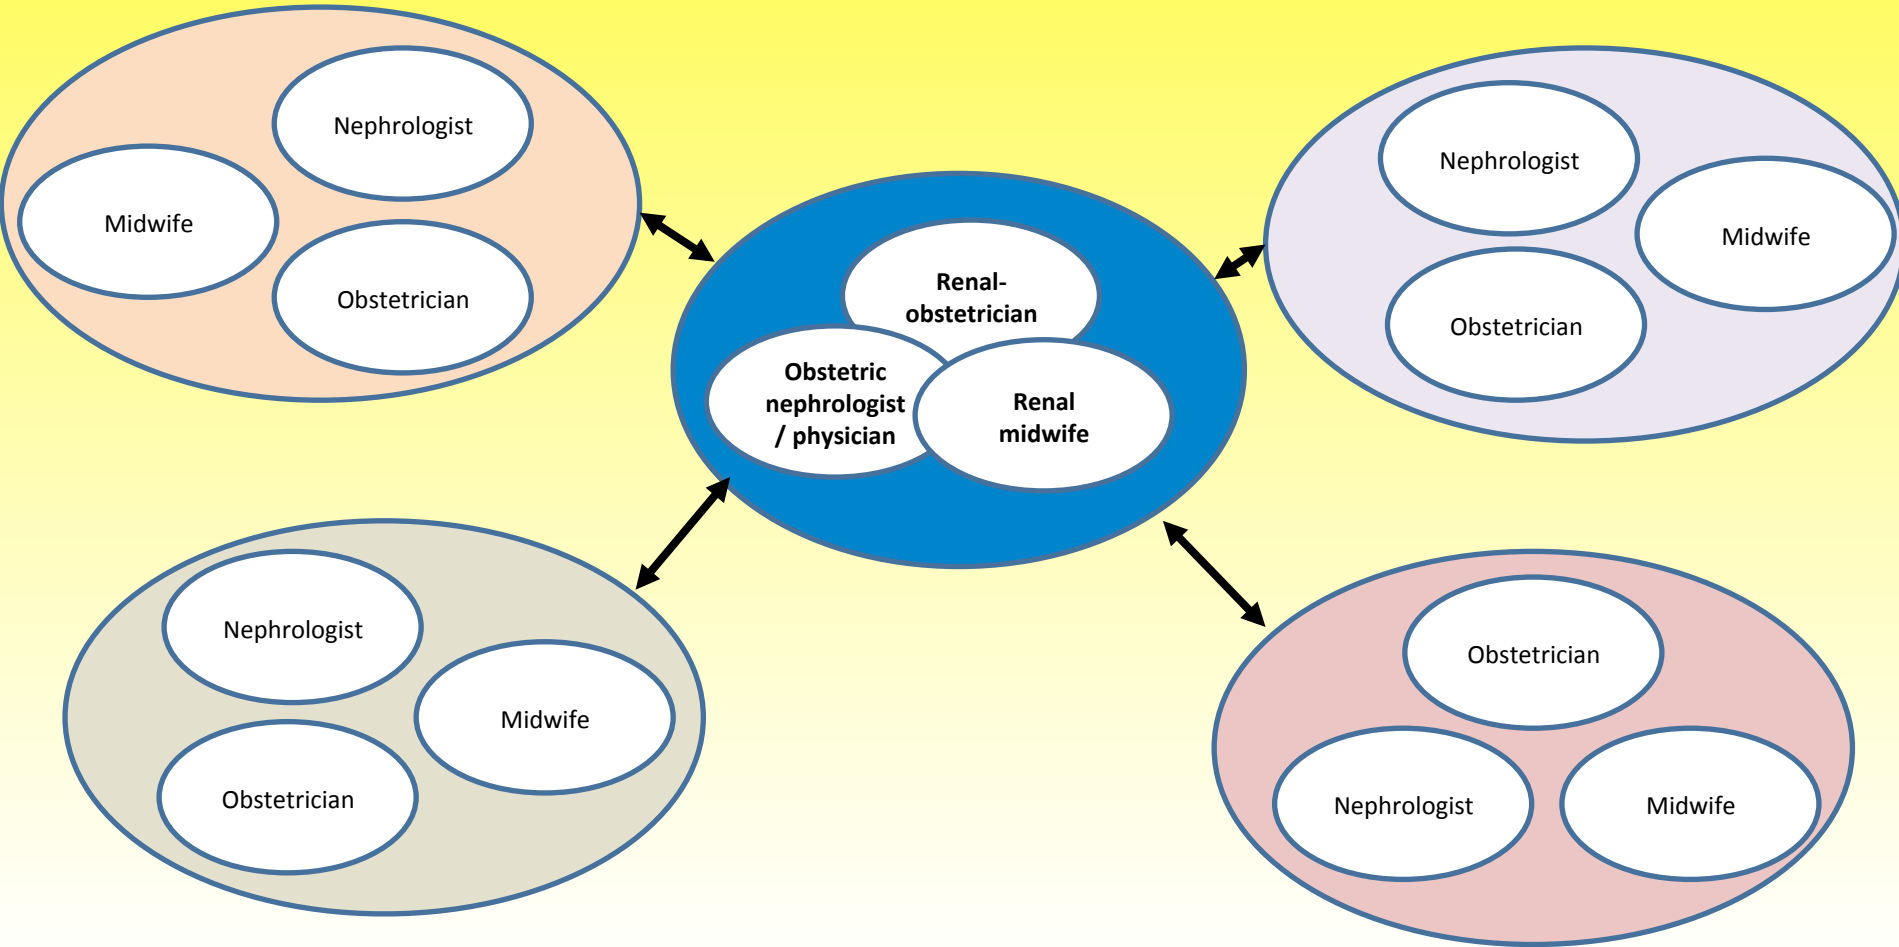 Nephrologist
Midwife
Obstetrician
Renal-
obstetrician
Obstetric
nephrologist
/ physician
Renal
midwife
Nephrologist
Midwife
Obstetrician
Nephrologist
Midwife
Obstetrician
Obstetrician
Nephrologist
Midwife